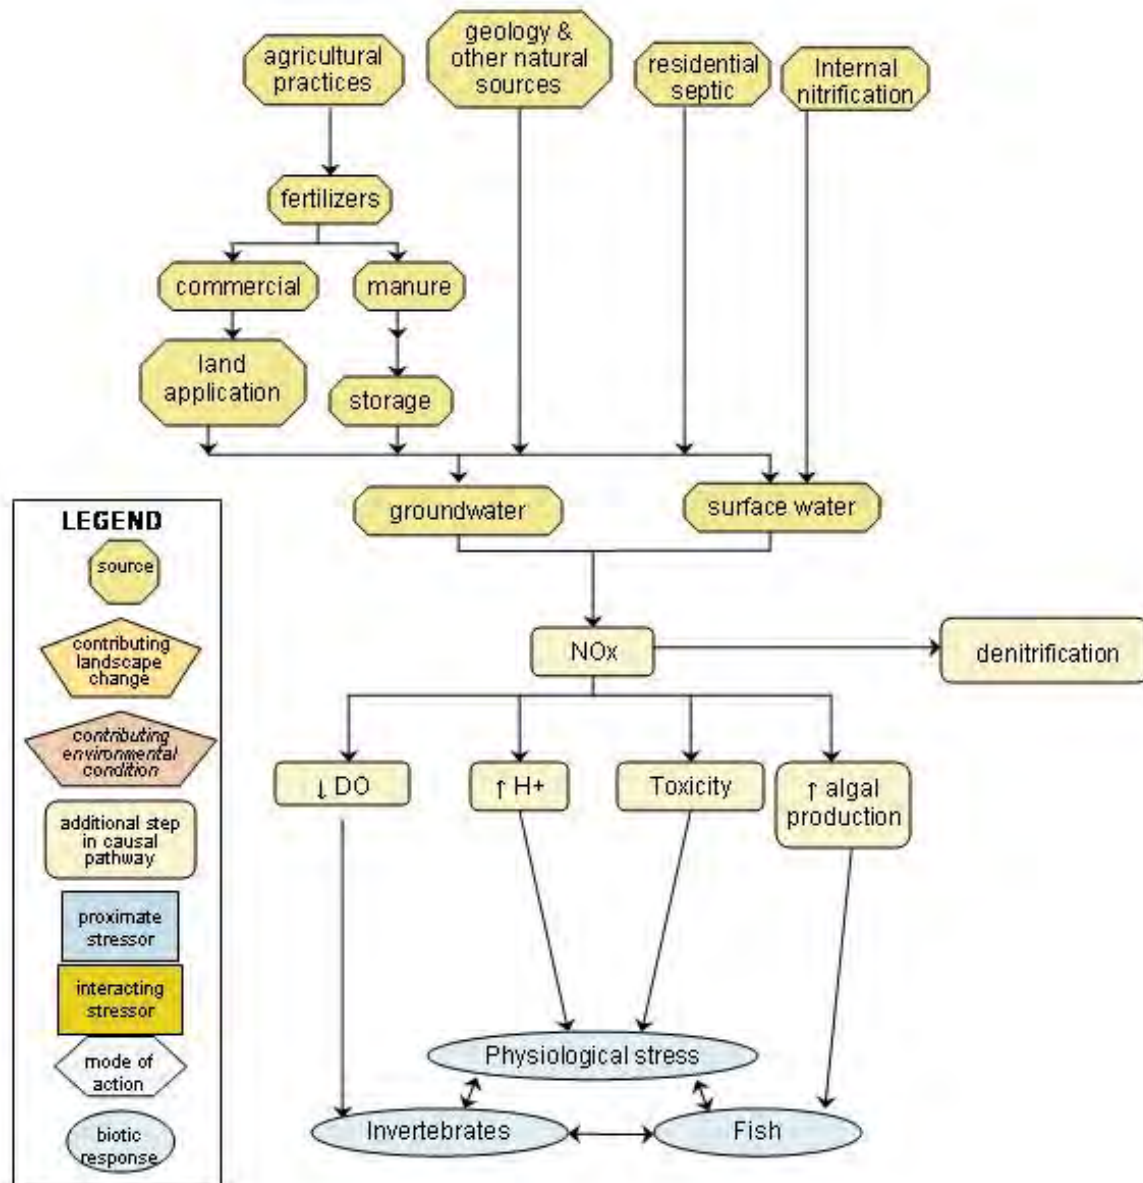 agricultural
practices
geology &
other natural
sources
residential
septic
Internal
nitrification
fertilizers
commercial
manure
land
application
storage
groundwater
surface water
LEGEND
source
contributing
landscape
change
contributing
environmental
condition
additional step
in causal
pathway
proximate
stressor
interacting
stressor
mode of
action
biotic
response
NOx
denitrification
↓ DO
↑ H+
Toxicity
↑ algal
production
Physiological stress
Invertebrates
Fish